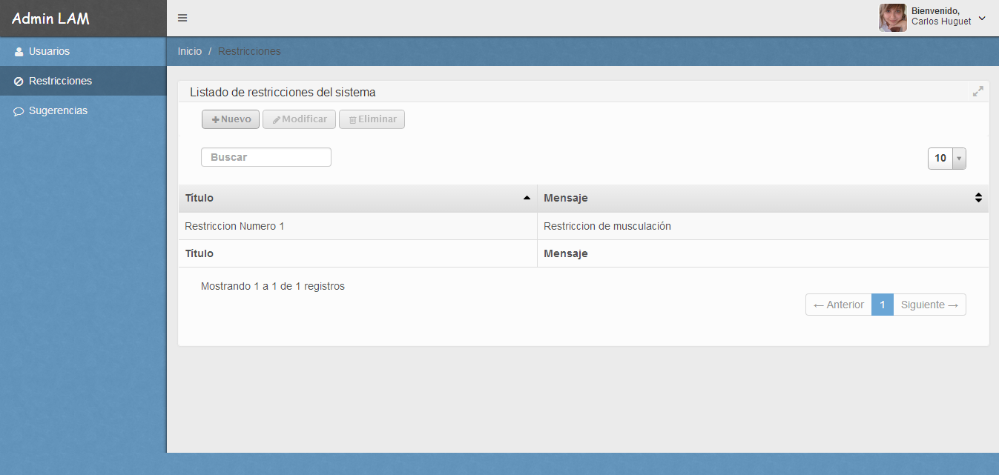 Admin LAM
Bienvenido,
Carlos Huguet
Usuarios
Restricciones
Sugerencias
Inicio / Restricciones
Listado de restricciones del sistema
Nuevo Modificar Eliminar
Buscar 10
Título Mensaje
Restriccion Numero 1 Restriccion de musculación
Título Mensaje
Mostrando 1 a 1 de 1 registros
← Anterior 1 Siguiente →